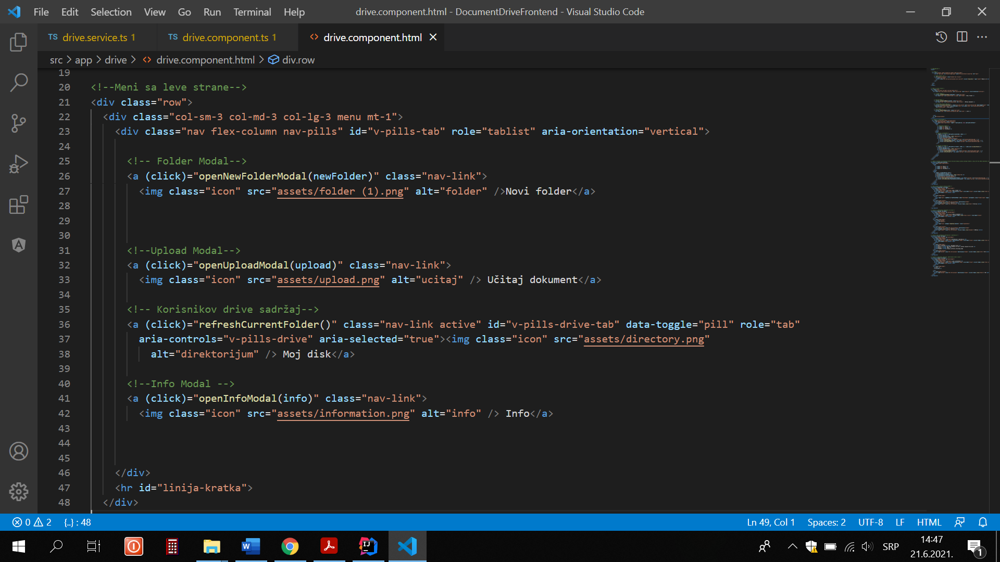 File Edit Selection View Go Run Terminal Help drive.component.html - DocumentDriveFrontend - Visual Studio Code
TS drive.service.ts 1 TS drive.component.ts 1 <> drive.component.html
src > app > drive > <> drive.component.html > div.row
19
20 <!--Meni sa leve strane-->
21 <div class="row">
22 <div class="col-sm-3 col-md-3 col-lg-3 menu mt-1">
23 <div class="nav flex-column nav-pills" id="v-pills-tab" role="tablist" aria-orientation="vertical">
24
25 <!-- Folder Modal-->
26 <a (click)="openNewFolderModal(newFolder)" class="nav-link">
27 <img class="icon" src="assets/folder (1).png" alt="folder" />Novi folder</a>
28
29
30
31 <!--Upload Modal-->
32 <a (click)="openUploadModal(upload)" class="nav-link">
33 <img class="icon" src="assets/upload.png" alt="ucitaj" /> Učitaj dokument</a>
34
35 <!-- Korisnikov drive sadržaj-->
36 <a (click)="refreshCurrentFolder()" class="nav-link active" id="v-pills-drive-tab" data-toggle="pill" role="tab"
37 aria-controls="v-pills-drive" aria-selected="true"><img class="icon" src="assets/directory.png"
38 alt="direktorijum" /> Moj disk</a>
39
40 <!--Info Modal -->
41 <a (click)="openInfoModal(info)" class="nav-link">
42 <img class="icon" src="assets/information.png" alt="info" /> Info</a>
43
44
45
46 </div>
47 <hr id="linija-kratka">
48 </div>
0 2 {..} : 48 Ln 49, Col 1 Spaces: 2 UTF-8 LF HTML
W IJ SRP 14:47 1
21.6.2021.